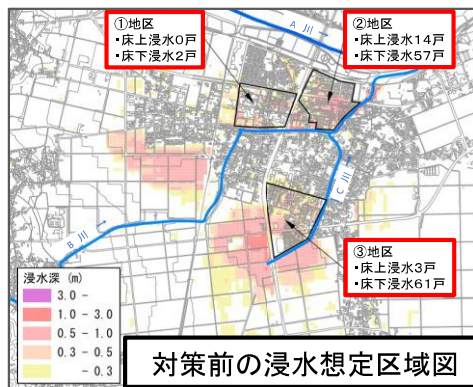 ①地区
・床上浸水0戸
・床下浸水2戸
A川
②地区
・床上浸水14戸
・床下浸水57戸
B川
C川
③地区
・床上浸水3戸
・床下浸水61戸
浸水深 (m)
3.0 -
1.0 - 3.0
0.5 - 1.0
0.3 - 0.5
- 0.3
対策前の浸水想定区域図